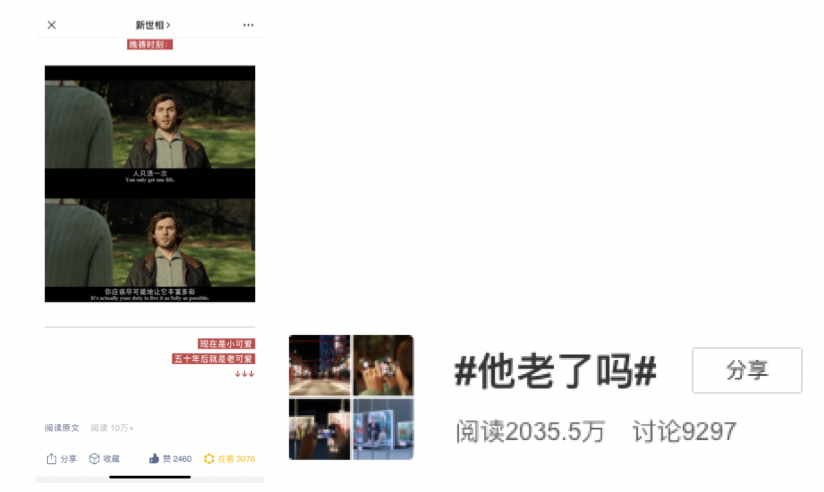 新世相
晚祷时刻：
人只活一次
You only get one life.
你应该尽可能地让它丰富多彩
It's actually your duty to live it as fully as possible.
现在是小可爱
五十年后就是老可爱
↓↓↓
阅读原文 阅读 10万+
分享 收藏 赞 2460 在看 3078
#他老了吗#
分享
阅读2035.5万 讨论9297